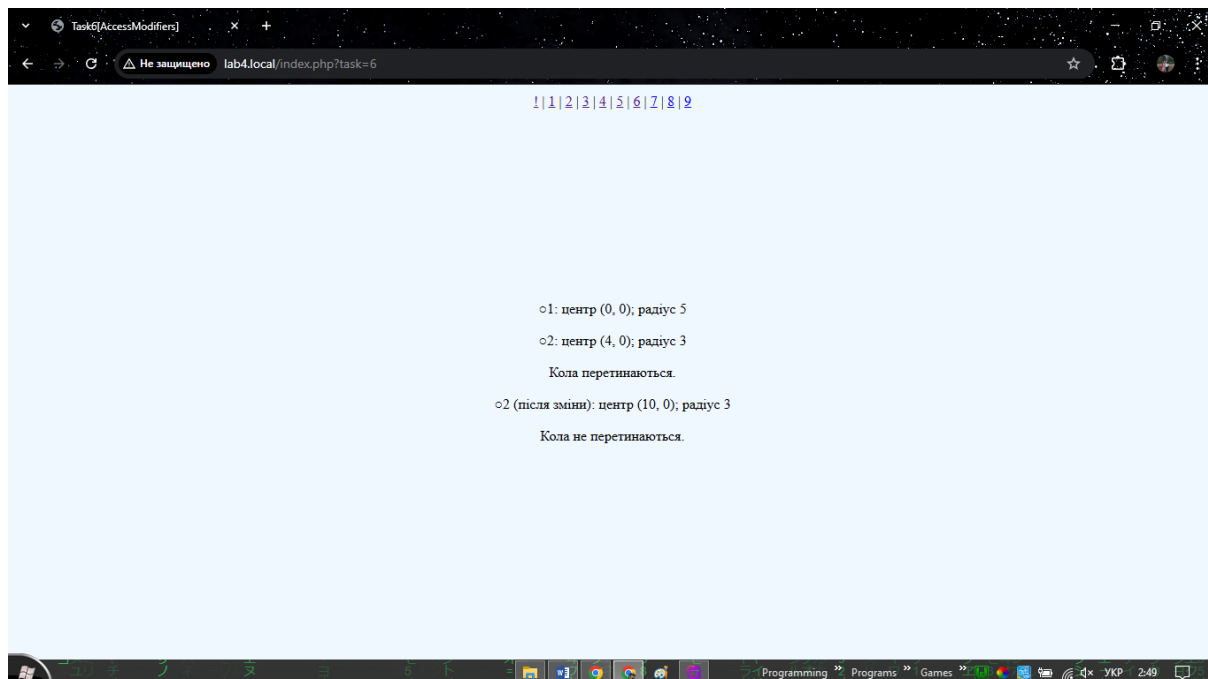 Task6[AccessModifiers]
Не защищено lab4.local/index.php?task=6
! | 1 | 2 | 3 | 4 | 5 | 6 | 7 | 8 | 9
○1: центр (0, 0); радіус 5
○2: центр (4, 0); радіус 3
Кола перетинаються.
○2 (після зміни): центр (10, 0); радіус 3
Кола не перетинаються.
Programming » Programs » Games » УКР 2:49